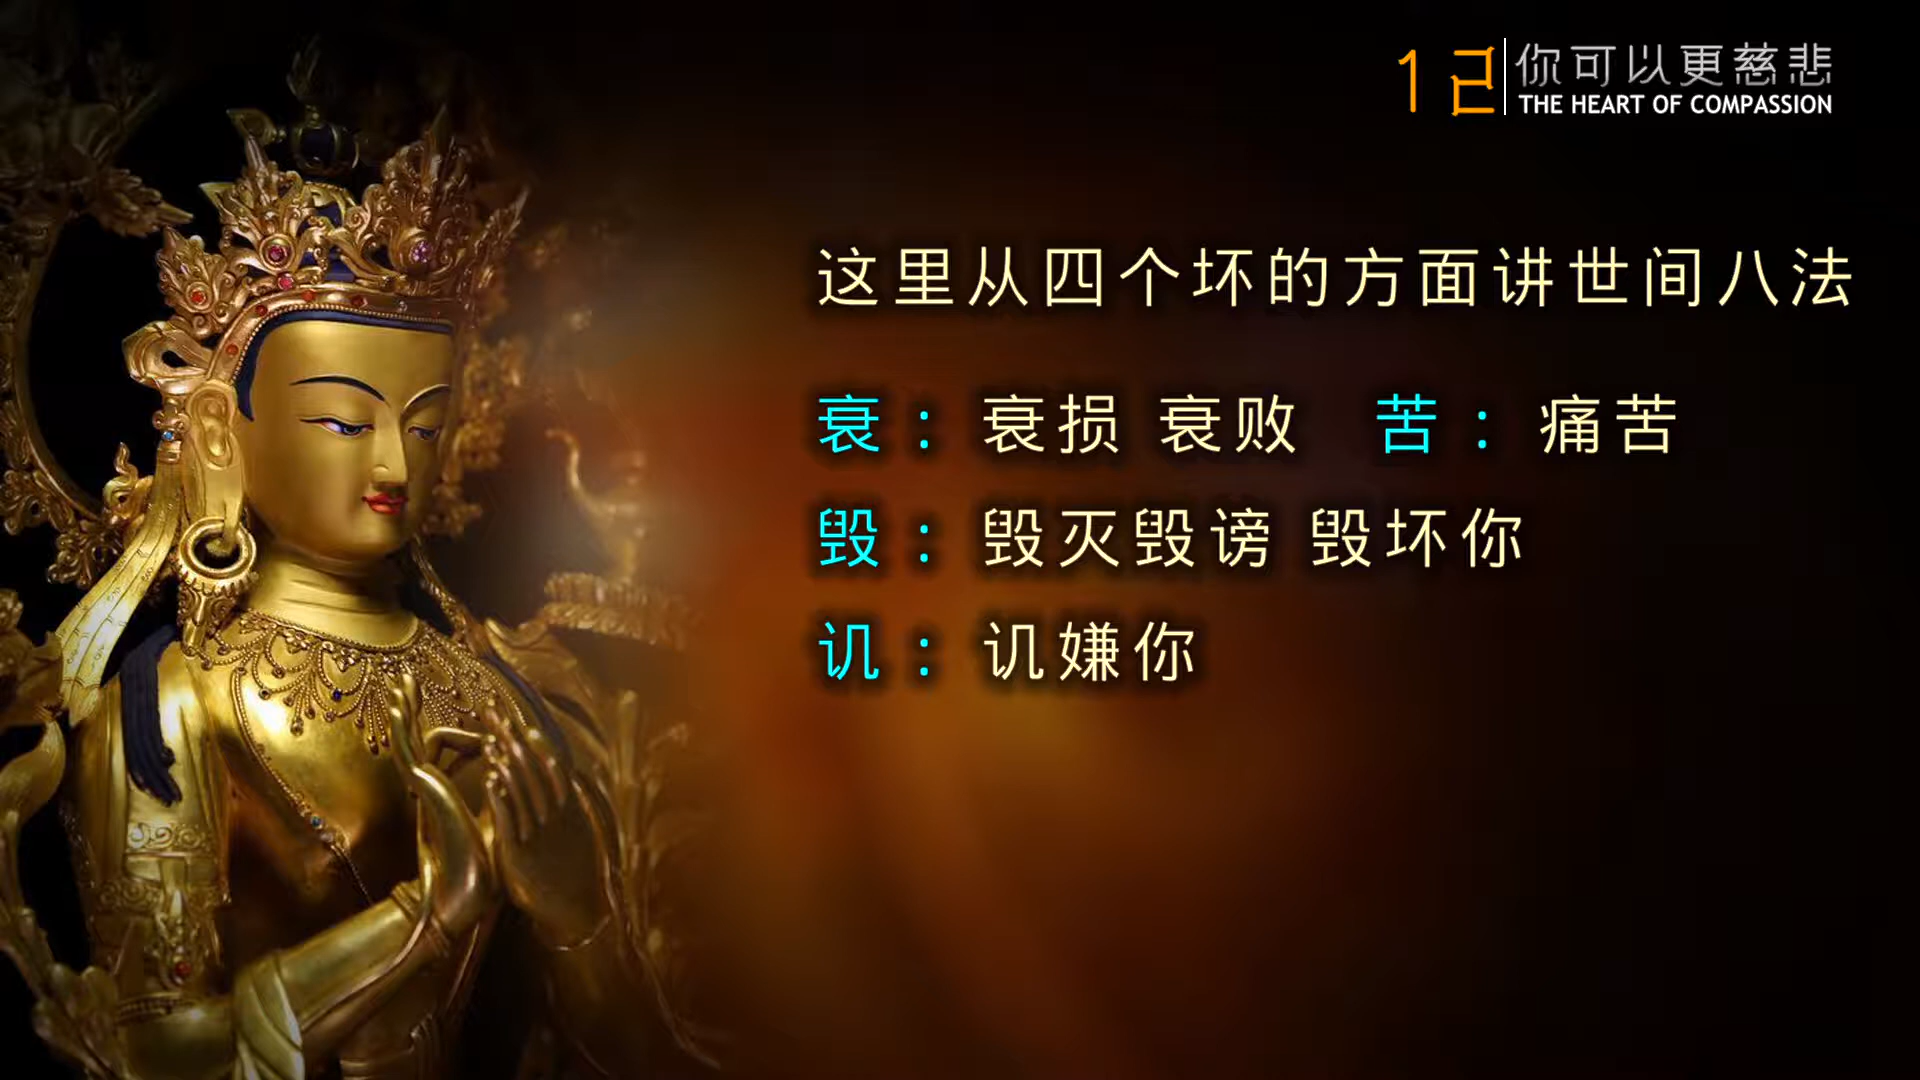 12 你可以更慈悲
THE HEART OF COMPASSION
这里从四个坏的方面讲世间八法
衰：衰损 衰败 苦：痛苦
毁：毁灭毁谤 毁坏你
讥：讥嫌你